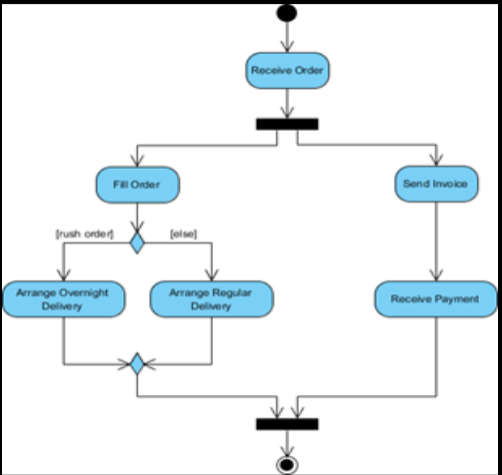 Receive Order
Fill Order
Send Invoice
[rush order]
[else]
Arrange Overnight
Delivery
Arrange Regular
Delivery
Receive Payment